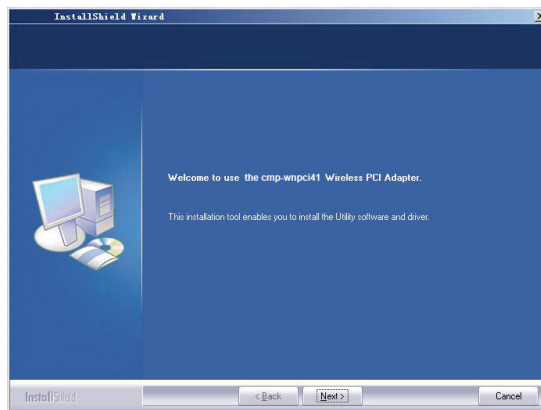 InstallShield Wizard
Welcome to use the cmp-wnpci41 Wireless PCI Adapter.
This installation tool enables you to install the Utility software and driver.
InstallShield
< Back
Next >
Cancel